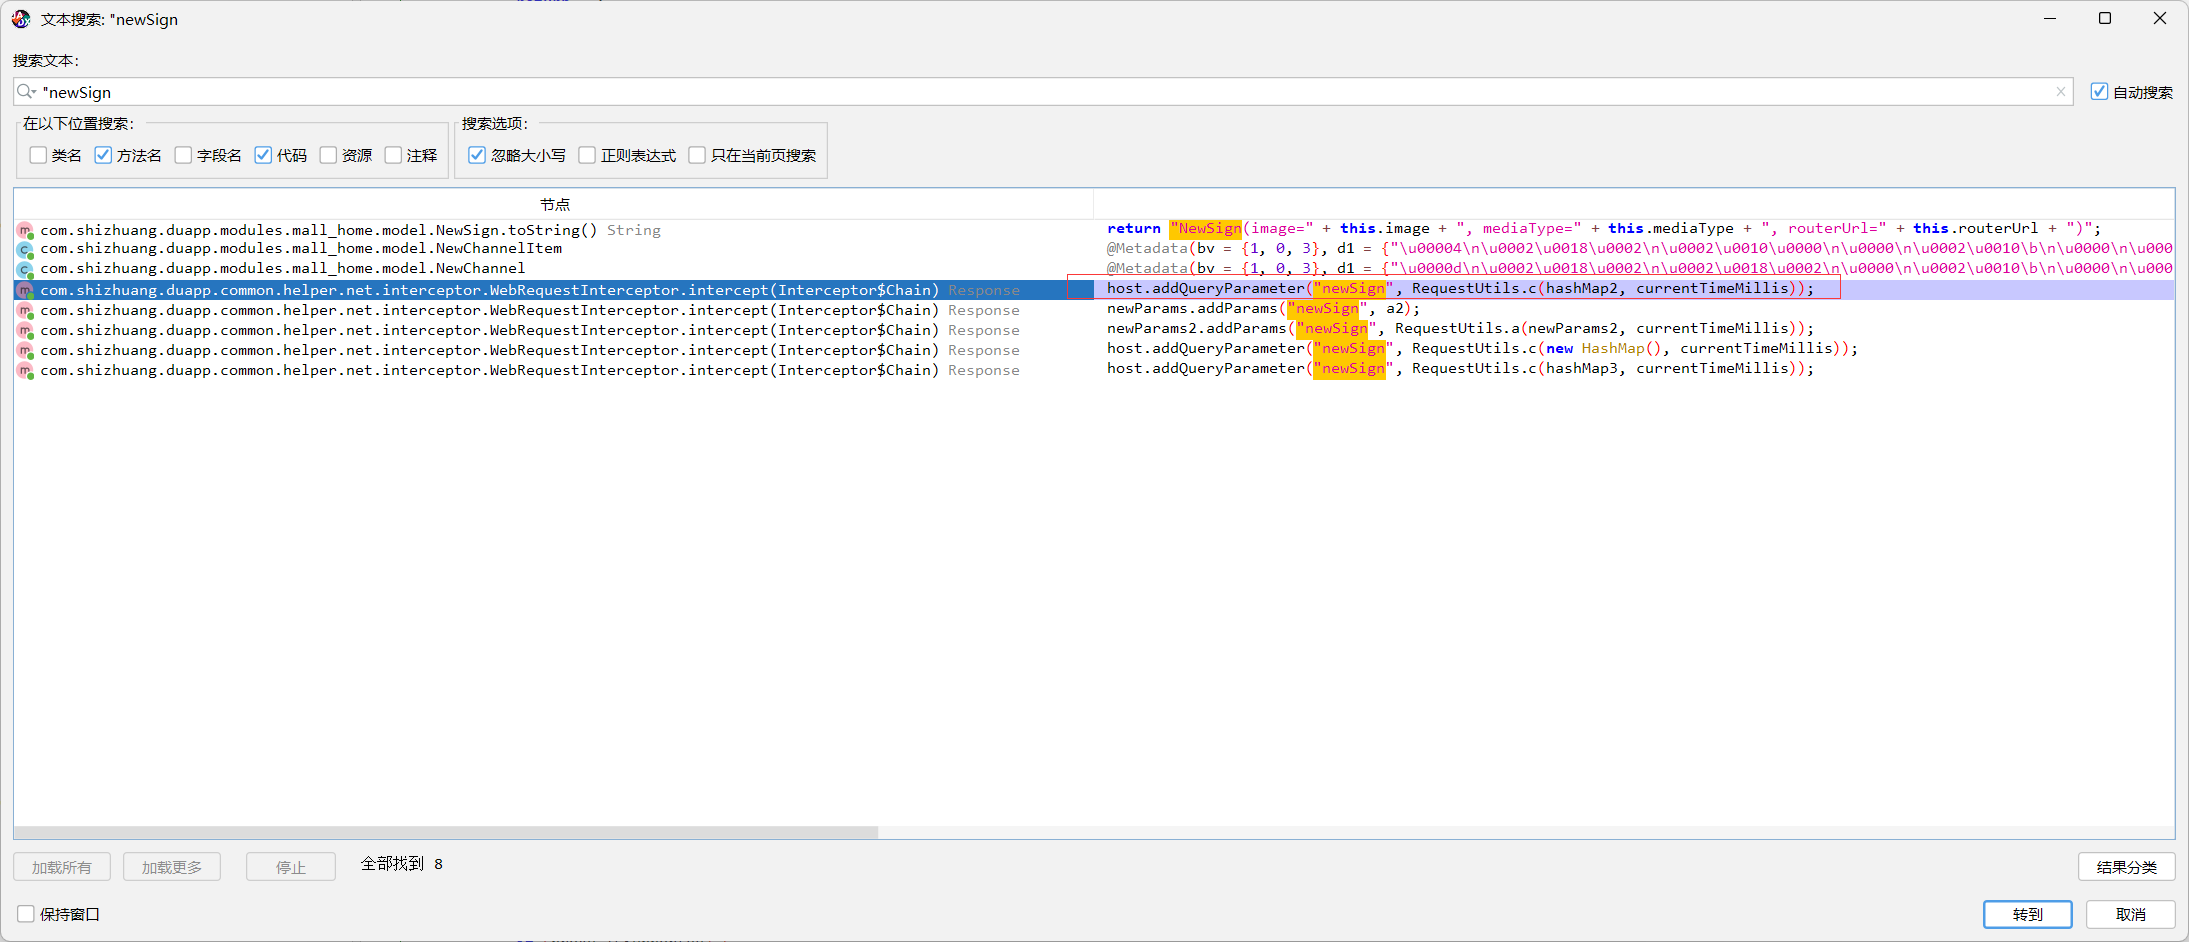 文本搜索: "newSign
搜索文本:
"newSign
自动搜索
在以下位置搜索:
类名 方法名 字段名 代码 资源 注释
搜索选项:
忽略大小写 正则表达式 只在当前页搜索
节点
com.shizhuang.duapp.modules.mall_home.model.NewSign.toString() String return "NewSign(image=" + this.image + ", mediaType=" + this.mediaType + ", routerUrl=" + this.routerUrl + ")";
com.shizhuang.duapp.modules.mall_home.model.NewChannelItem @Metadata(bv = {1, 0, 3}, d1 = {"\u00004\n\u0002\u0018\u0002\n\u0002\u0010\u0000\n\u0000\n\u0002\u0010\b\n\u0000\n\u000
com.shizhuang.duapp.modules.mall_home.model.NewChannel @Metadata(bv = {1, 0, 3}, d1 = {"\u0000d\n\u0002\u0018\u0002\n\u0002\u0018\u0002\n\u0000\n\u0002\u0010\b\n\u0000\n\u000
com.shizhuang.duapp.common.helper.net.interceptor.WebRequestInterceptor.intercept(Interceptor$Chain) Response host.addQueryParameter("newSign", RequestUtils.c(hashMap2, currentTimeMillis));
com.shizhuang.duapp.common.helper.net.interceptor.WebRequestInterceptor.intercept(Interceptor$Chain) Response newParams.addParams("newSign", a2);
com.shizhuang.duapp.common.helper.net.interceptor.WebRequestInterceptor.intercept(Interceptor$Chain) Response newParams2.addParams("newSign", RequestUtils.a(newParams2, currentTimeMillis));
com.shizhuang.duapp.common.helper.net.interceptor.WebRequestInterceptor.intercept(Interceptor$Chain) Response host.addQueryParameter("newSign", RequestUtils.c(new HashMap(), currentTimeMillis));
com.shizhuang.duapp.common.helper.net.interceptor.WebRequestInterceptor.intercept(Interceptor$Chain) Response host.addQueryParameter("newSign", RequestUtils.c(hashMap3, currentTimeMillis));
加载所有 加载更多 停止 全部找到 8 结果分类
保持窗口 转到 取消